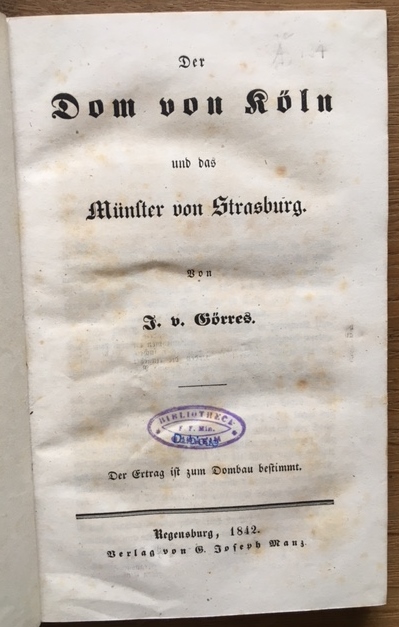 Der
Dom von Köln
und das
Münster von Strasburg.
Von
J. v. Görres.
BIBLIOTHECA
Der Ertrag ist zum Dombau bestimmt.
Regensburg, 1842.
Verlag von G. Joseph Manz.